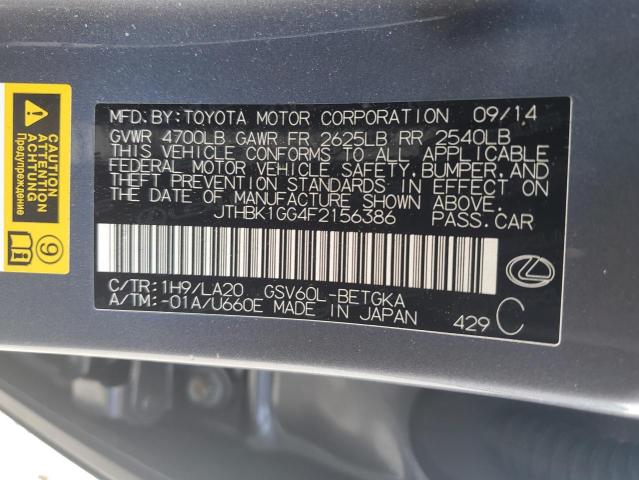 MFD.BY:TOYOTA MOTOR CORPORATION 09/14
GVWR 4700LB GAWR FR 2625LB RR 2540LB
THIS VEHICLE CONFORMS TO ALL APPLICABLE
FEDERAL MOTOR VEHICLE SAFETY,BUMPER,AND
THEFT PREVENTION STANDARDS IN EFFECT ON
THE DATE OF MANUFACTURE SHOWN ABOVE.
JTHBK1GG4F2156386 PASS.CAR
C/TR: 1H9/LA20 GSV60L-BETGKA
A/TM: -01A/U660E MADE IN JAPAN
429 C
CAUTION
ATTENTION
ACHTUNG
Предупреждение
9